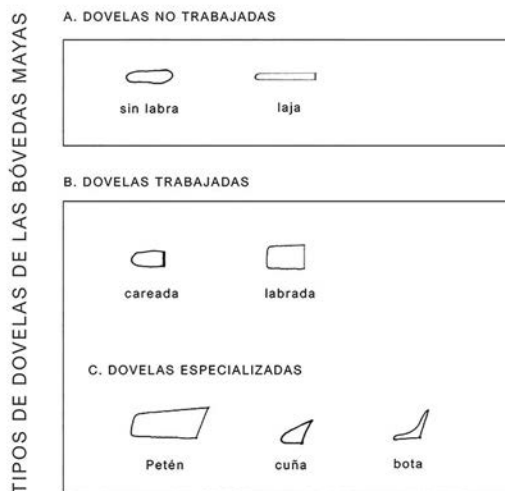 TIPOS DE DOVELAS DE LAS BÓVEDAS MAYAS
A. DOVELAS NO TRABAJADAS
sin labra
laja
B. DOVELAS TRABAJADAS
careada
labrada
C. DOVELAS ESPECIALIZADAS
Petén
cuña
bota